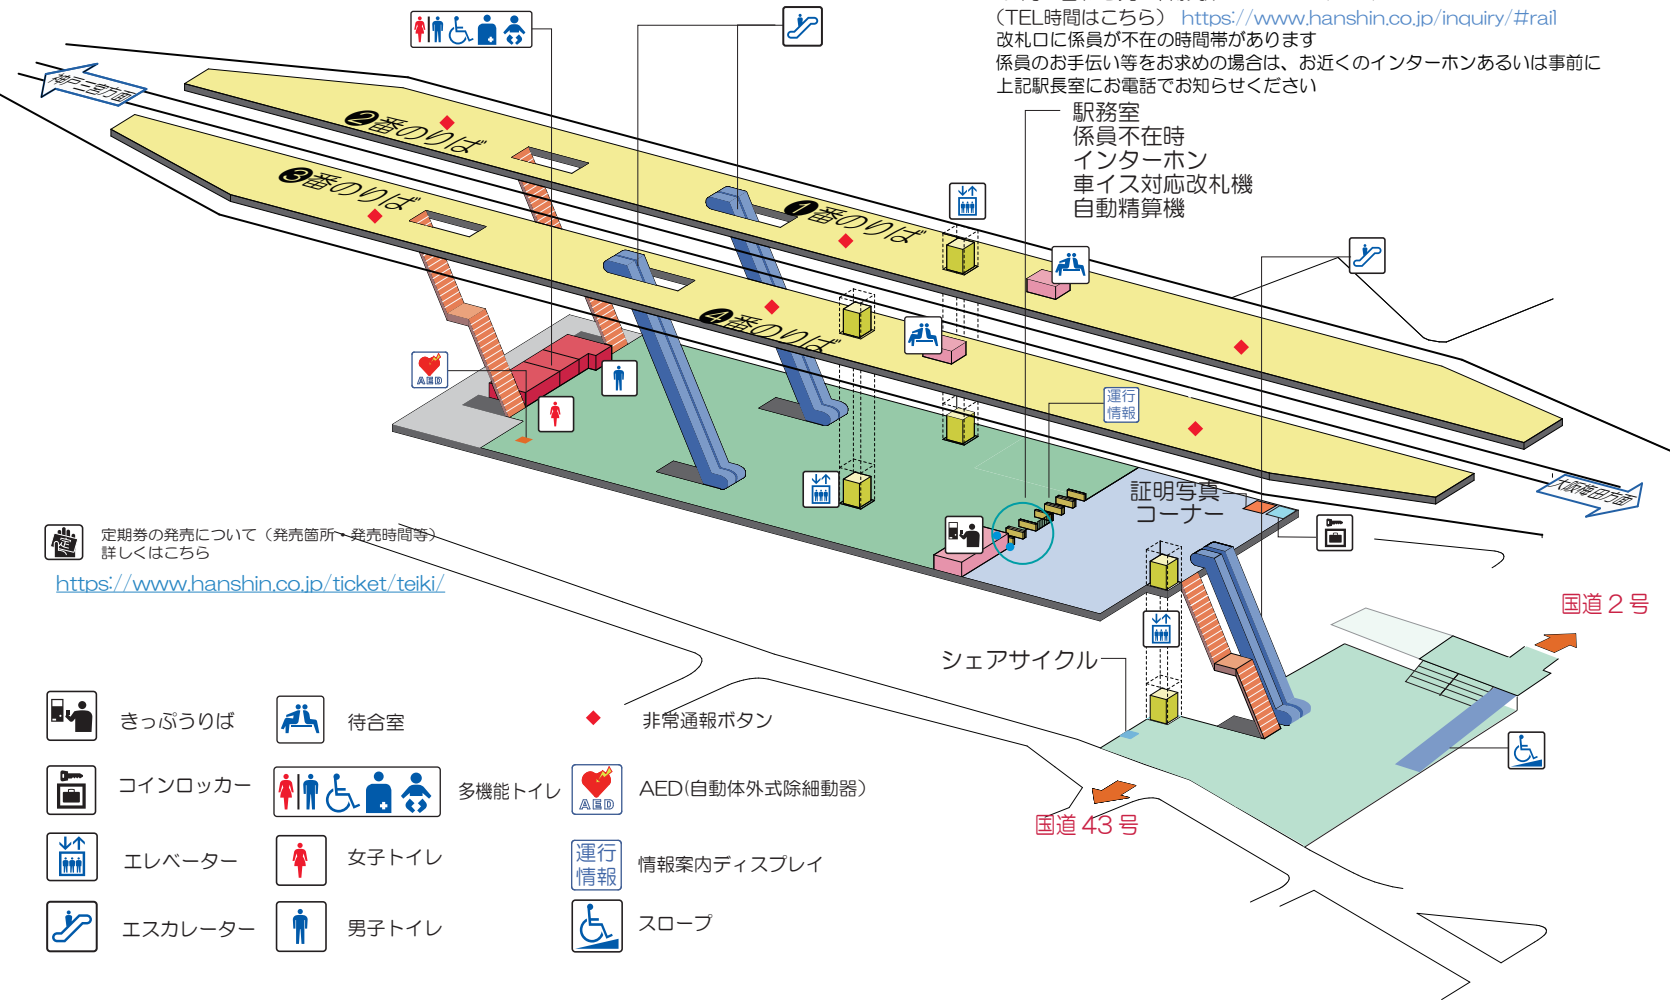 (TEL時間はこちら) https://www.hanshin.co.jp/inquiry/#rail
改札口に係員が不在の時間帯があります
係員のお手伝い等をお求めの場合は、お近くのインターホンあるいは事前に
上記駅長室にお電話でお知らせください
駅務室
係員不在時
インターホン
車イス対応改札機
自動精算機
神戸三宮方面
❷番のりば
❸番のりば
❶番のりば
❹番のりば
AED
運行
情報
証明写真
コーナー
大阪梅田方面
定期券の発売について(発売箇所・発売時間等)
詳しくはこちら
https://www.hanshin.co.jp/ticket/teiki/
国道2号
シェアサイクル
国道43号
きっぷうりば
待合室
非常通報ボタン
コインロッカー
多機能トイレ
AED
AED(自動体外式除細動器)
エレベーター
女子トイレ
運行
情報
情報案内ディスプレイ
エスカレーター
男子トイレ
スロープ